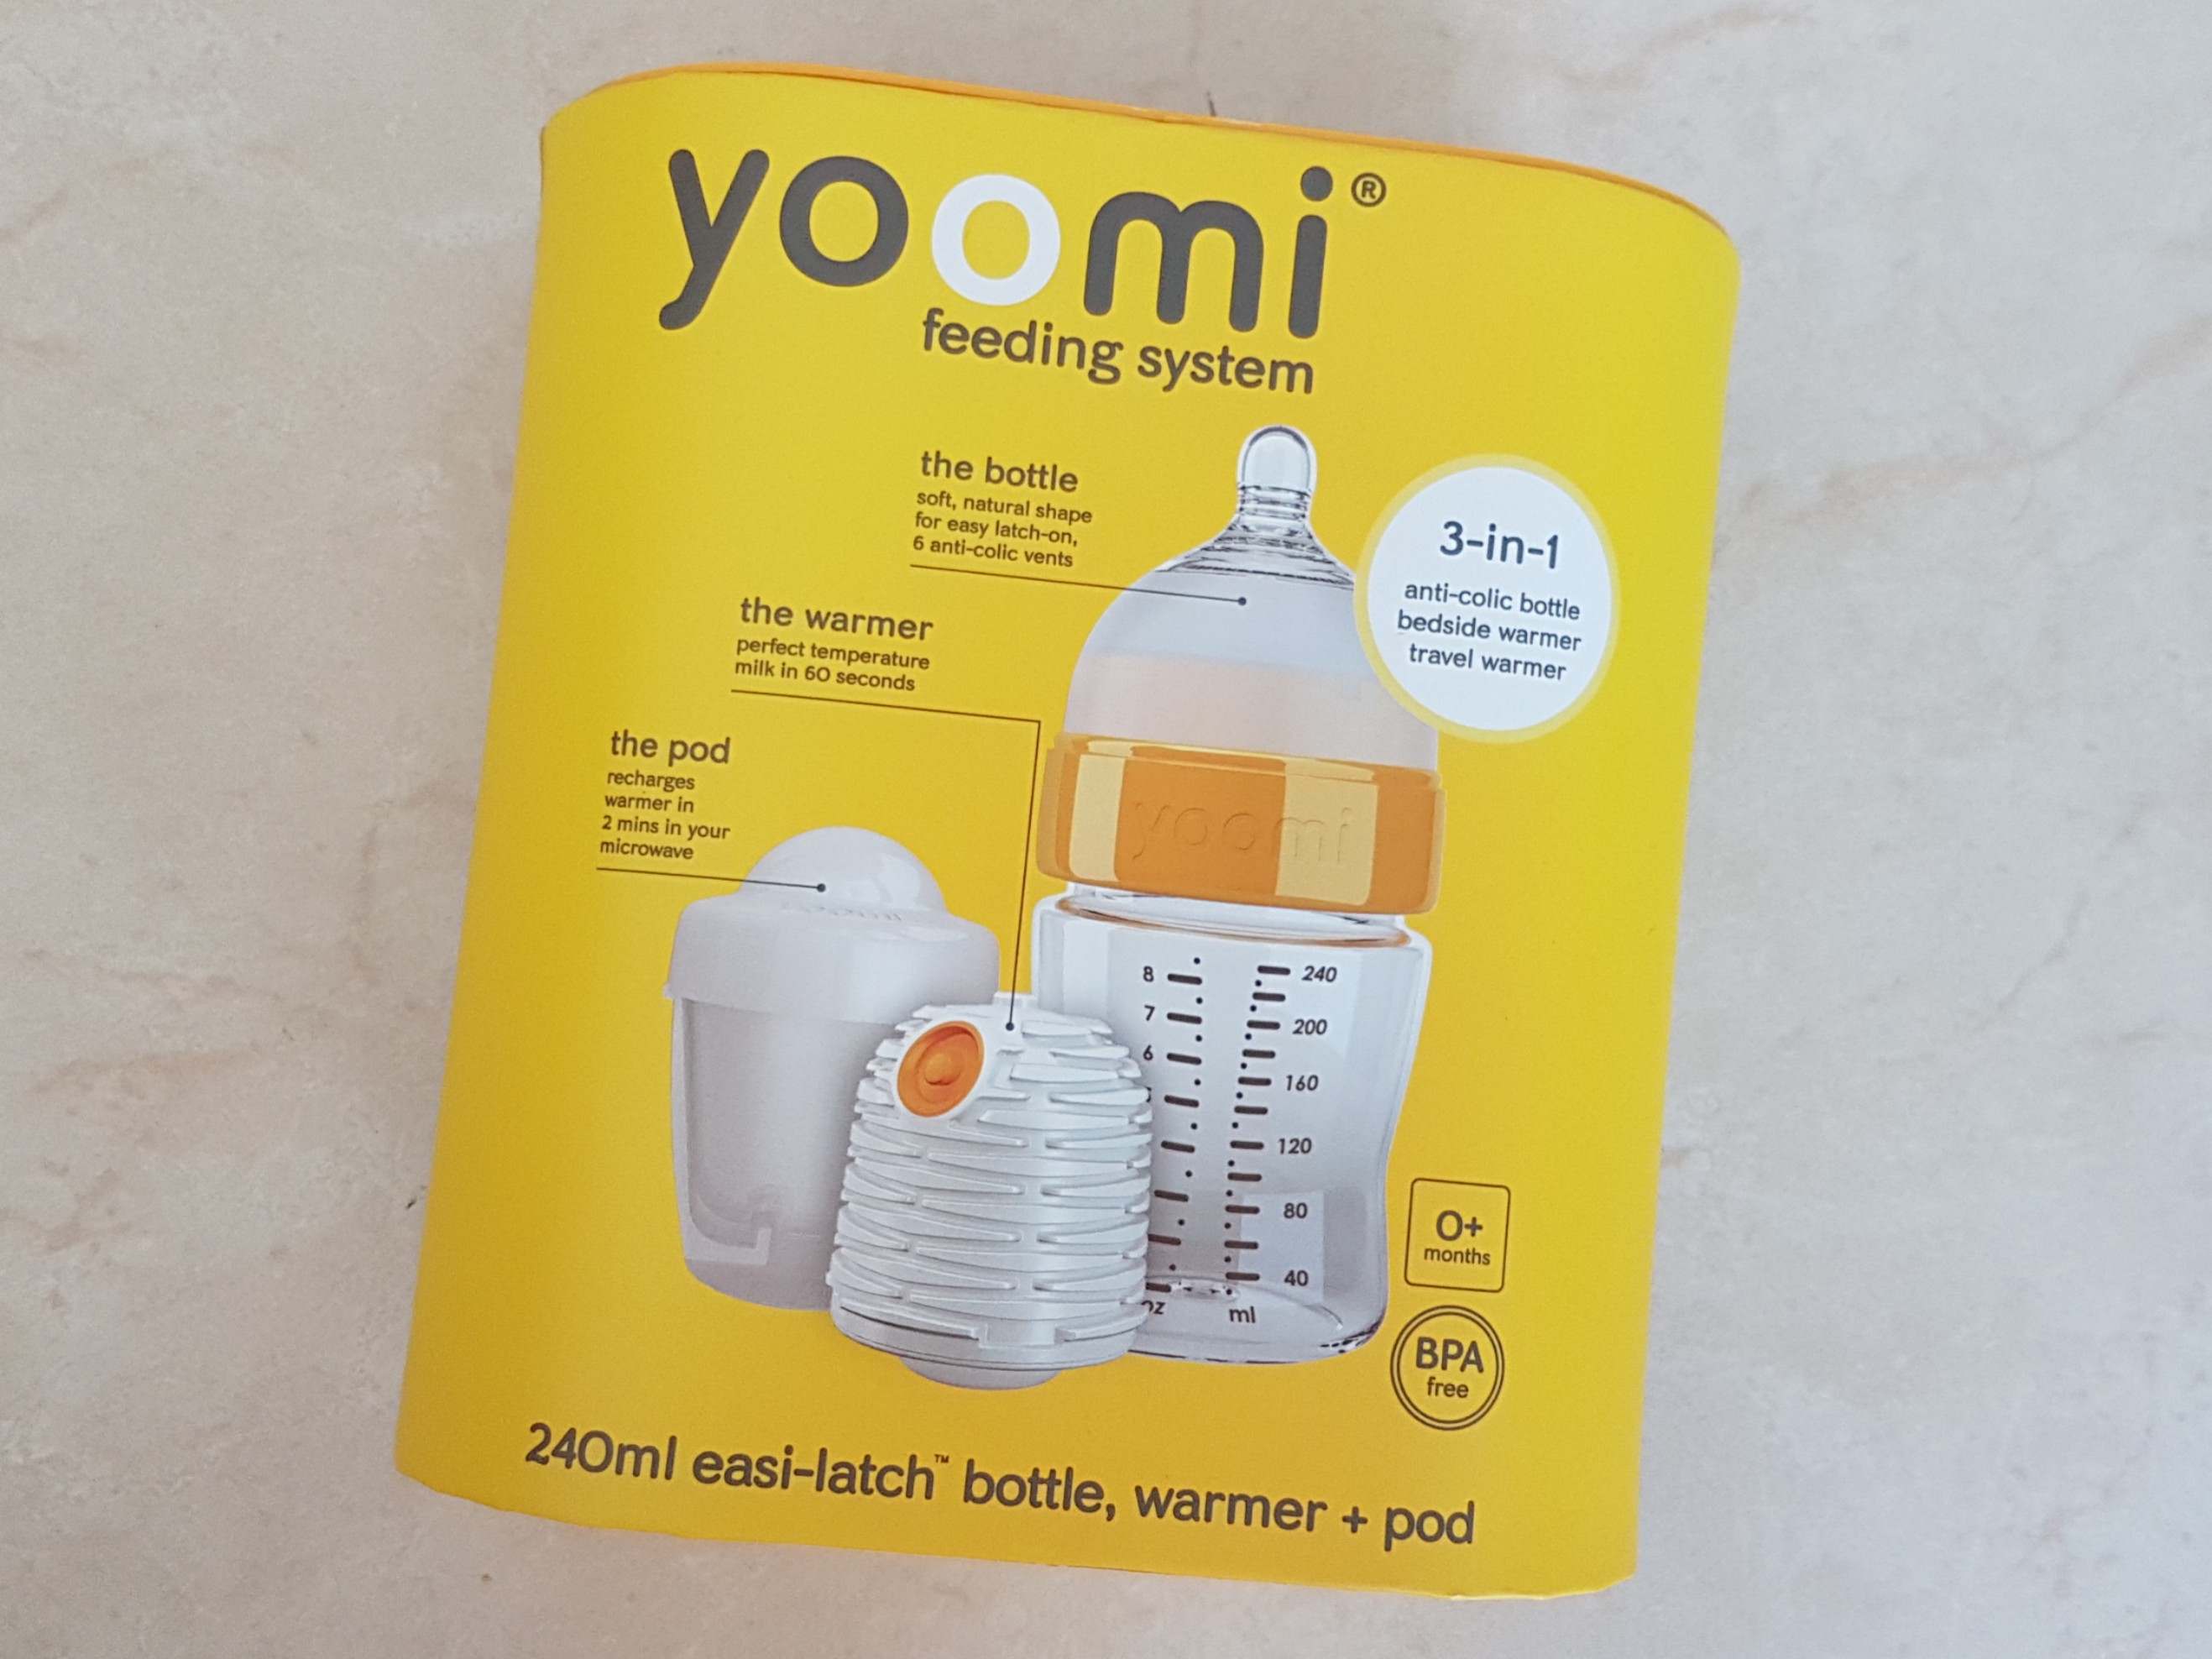 yoomi®
feeding system
the bottle
soft, natural shape
for easy latch-on,
6 anti-colic vents
3-in-1
anti-colic bottle
bedside warmer
travel warmer
the warmer
perfect temperature
milk in 60 seconds
the pod
recharges
warmer in
2 mins in your
microwave
yoomi
8 240
7 200
6 160
120
80
40
oz ml
0+
months
BPA
free
240ml easi-latch™ bottle, warmer + pod